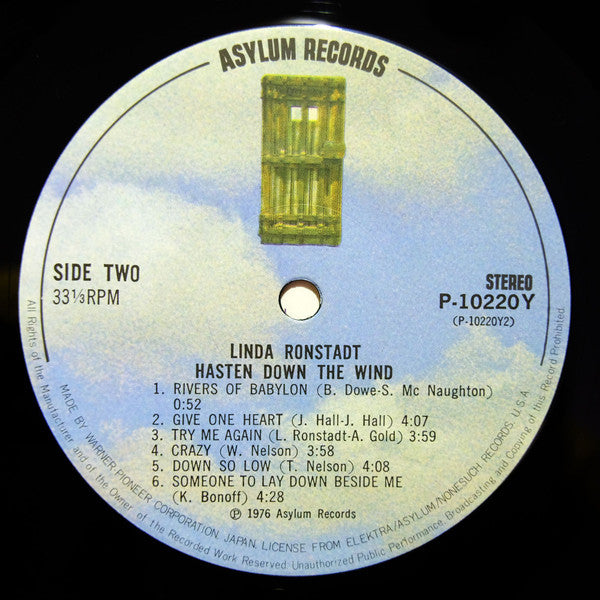 ASYLUM RECORDS
SIDE TWO
33⅓RPM
STEREO
P-10220Y
(P-10220Y2)
LINDA RONSTADT
HASTEN DOWN THE WIND
1. RIVERS OF BABYLON (B. Dowe-S. Mc Naughton)
0:52
2. GIVE ONE HEART (J. Hall-J. Hall) 4:07
3. TRY ME AGAIN (L. Ronstadt-A. Gold) 3:59
4. CRAZY (W. Nelson) 3:58
5. DOWN SO LOW (T. Nelson) 4:08
6. SOMEONE TO LAY DOWN BESIDE ME
(K. Bonoff) 4:28
℗ 1976 Asylum Records
MADE BY WARNER-PIONEER CORPORATION, JAPAN, LICENSE FROM ELEKTRA/ASYLUM/NONESUCH RECORDS, U.S.A.
All Rights of the Manufacturer and of the Owner of the Recorded Work Reserved. Unauthorized Public Performance, Broadcasting and Copying of this Record Prohibited.